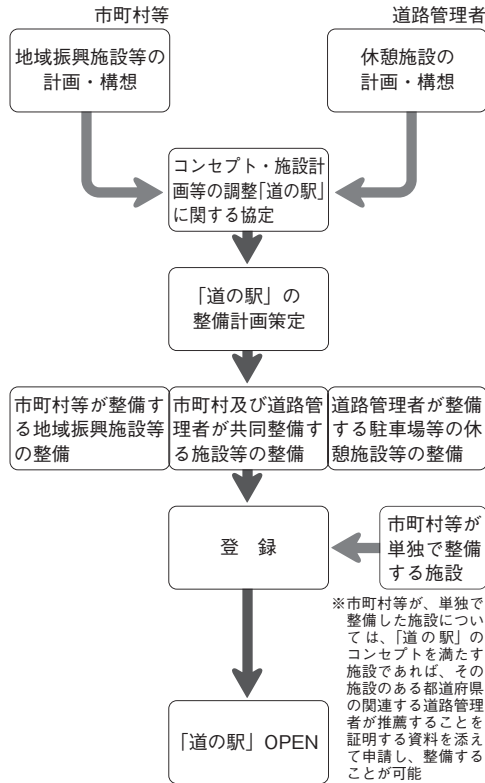 市町村等
道路管理者
地域振興施設等の
計画・構想
休憩施設の
計画・構想
コンセプト・施設計
画等の調整「道の駅」
に関する協定
「道の駅」の
整備計画策定
市町村等が整備す
る地域振興施設等
の整備
市町村及び道路管
理者が共同整備す
る施設等の整備
道路管理者が整備
する駐車場等の休
憩施設等の整備
登　録
市町村等が
単独で整備
する施設
※市町村等が、単独で
整備した施設につい
ては、「道の駅」の
コンセプトを満たす
施設であれば、その
施設のある都道府県
の関連する道路管理
者が推薦することを
証明する資料を添え
て申請し、整備する
ことが可能
「道の駅」OPEN